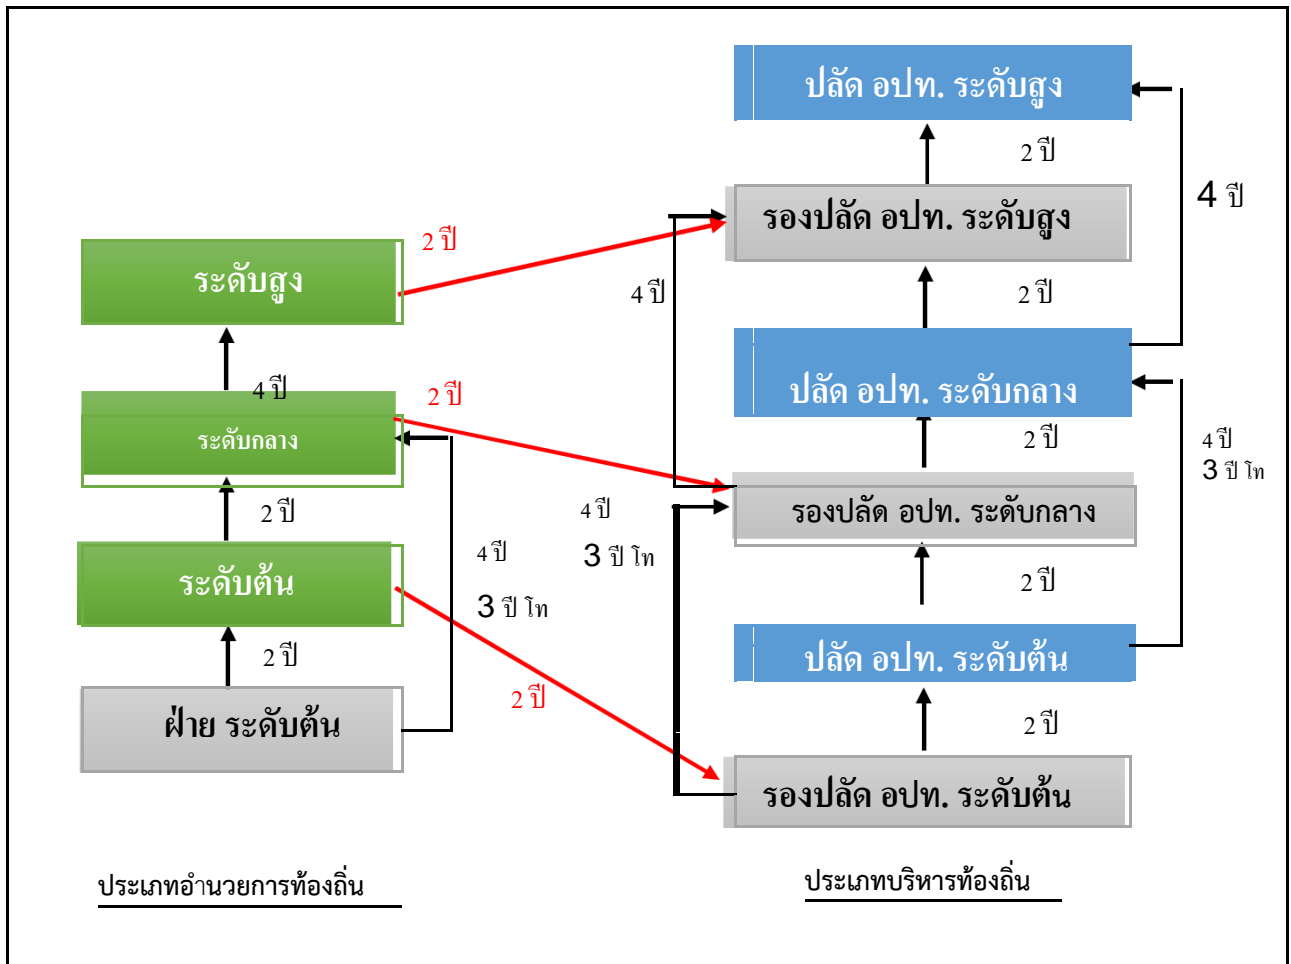 ปลัด อปท. ระดับสูง
2 ปี
4 ปี
รองปลัด อปท. ระดับสูง
2 ปี
ระดับสูง
4 ปี
2 ปี
4 ปี
2 ปี
ปลัด อปท. ระดับกลาง
ระดับกลาง
2 ปี
4 ปี
3 ปี โท
2 ปี
4 ปี
3 ปี โท
รองปลัด อปท. ระดับกลาง
4 ปี
3 ปี โท
ระดับต้น
2 ปี
2 ปี
ปลัด อปท. ระดับต้น
2 ปี
ฝ่าย ระดับต้น
2 ปี
รองปลัด อปท. ระดับต้น
ประเภทอำนวยการท้องถิ่น
ประเภทบริหารท้องถิ่น